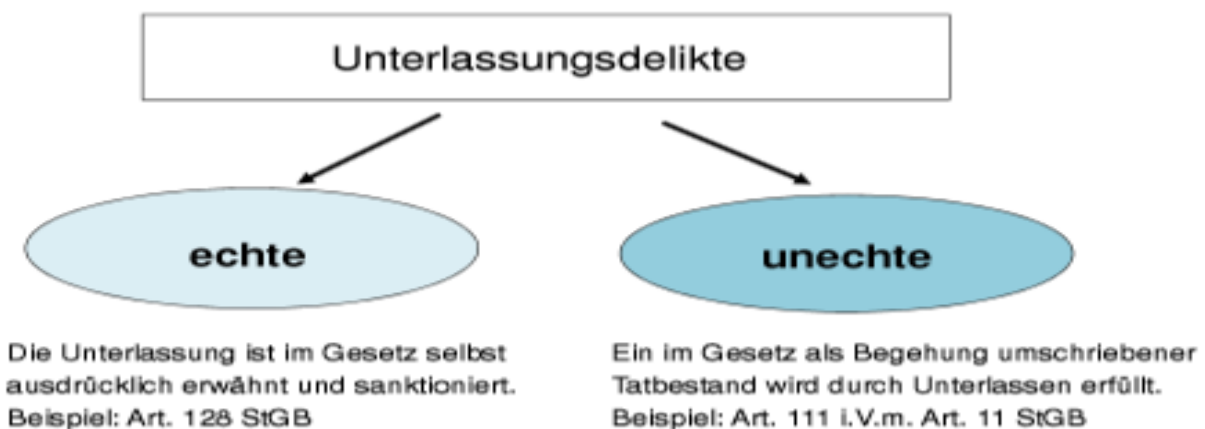 Unterlassungsdelikte
echte
unechte
Die Unterlassung ist im Gesetz selbst
ausdrücklich erwähnt und sanktioniert.
Beispiel: Art. 128 StGB
Ein im Gesetz als Begehung umschriebener
Tatbestand wird durch Unterlassen erfüllt.
Beispiel: Art. 111 i.V.m. Art. 11 StGB